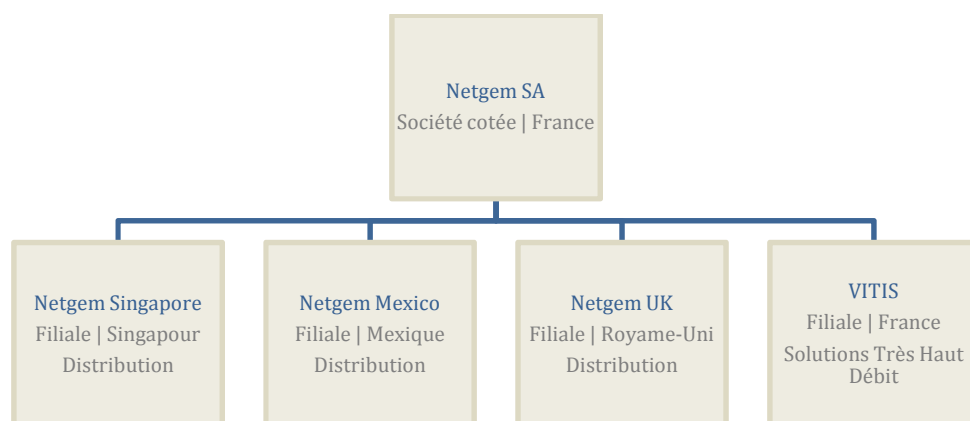 Netgem SA
Société cotée | France
Netgem Singapore
Filiale | Singapour
Distribution
Netgem Mexico
Filiale | Mexique
Distribution
Netgem UK
Filiale | Royame-Uni
Distribution
VITIS
Filiale | France
Solutions Très Haut
Débit